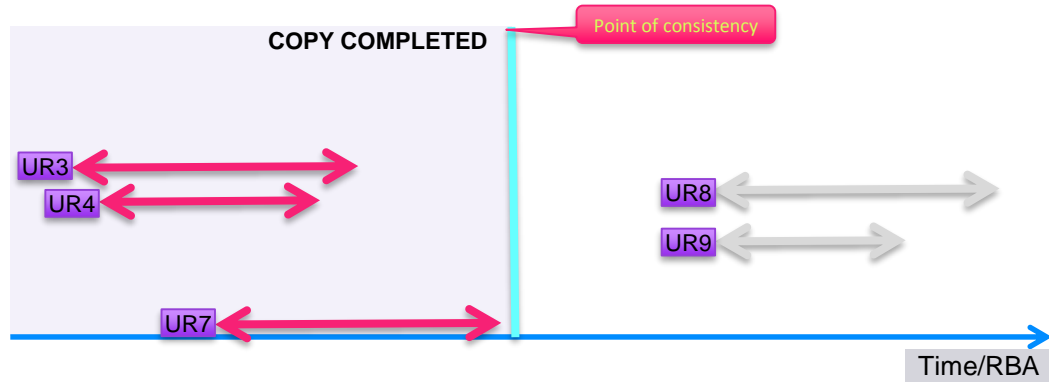 Point of consistency
COPY COMPLETED
UR3
UR4
UR8
UR9
UR7
Time/RBA